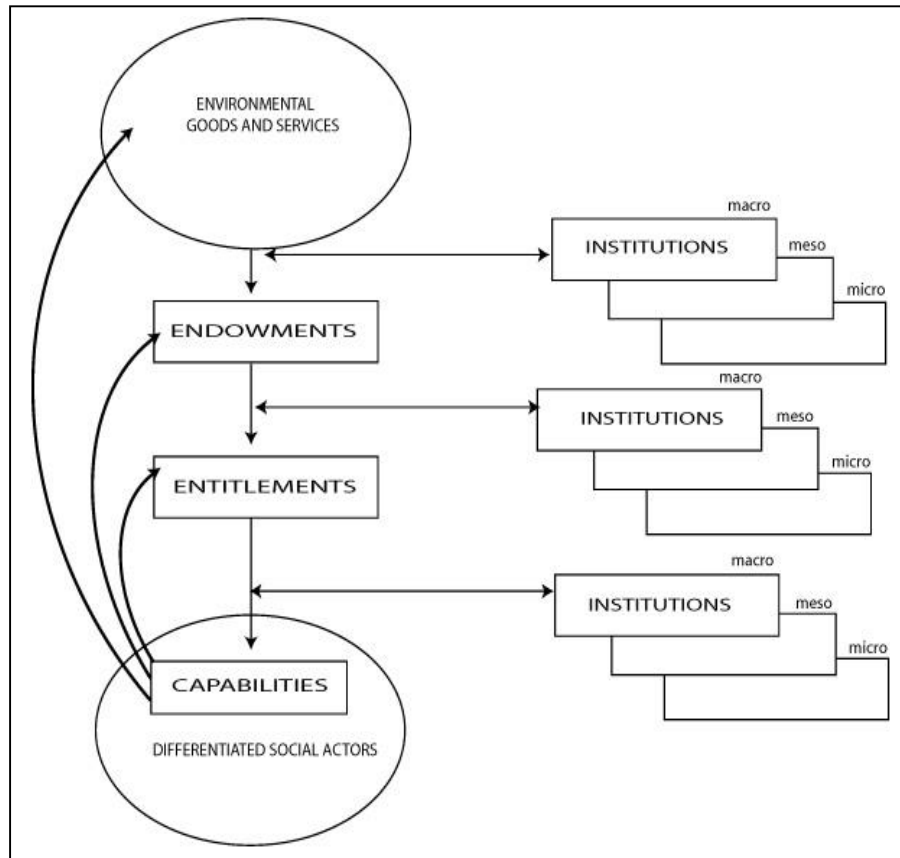 ENVIRONMENTAL
GOODS AND SERVICES
macro
INSTITUTIONS
meso
micro
ENDOWMENTS
macro
INSTITUTIONS
meso
micro
ENTITLEMENTS
macro
INSTITUTIONS
meso
micro
CAPABILITIES
DIFFERENTIATED SOCIAL ACTORS